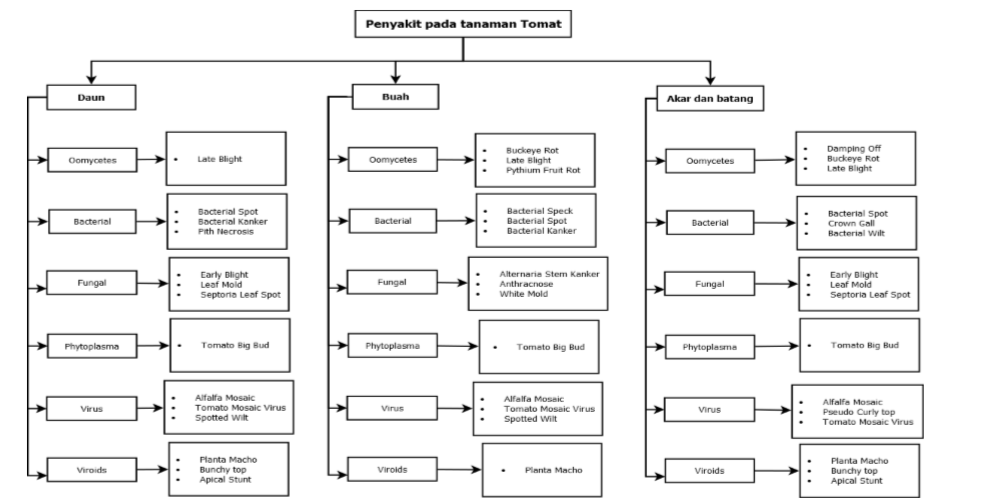 Penyakit pada tanaman Tomat
Daun
Oomycetes
• Late Blight
Bacterial
• Bacterial Spot
• Bacterial Kanker
• Pith Necrosis
Fungal
• Early Blight
• Leaf Mold
• Septoria Leaf Spot
Phytoplasma
• Tomato Big Bud
Virus
• Alfalfa Mosaic
• Tomato Mosaic Virus
• Spotted Wilt
Viroids
• Planta Macho
• Bunchy top
• Apical Stunt
Buah
Oomycetes
• Buckeye Rot
• Late Blight
• Pythium Fruit Rot
Bacterial
• Bacterial Speck
• Bacterial Spot
• Bacterial Kanker
Fungal
• Alternaria Stem Kanker
• Anthracnose
• White Mold
Phytoplasma
• Tomato Big Bud
Virus
• Alfalfa Mosaic
• Tomato Mosaic Virus
• Spotted Wilt
Viroids
• Planta Macho
Akar dan batang
Oomycetes
• Damping Off
• Buckeye Rot
• Late Blight
Bacterial
• Bacterial Spot
• Crown Gall
• Bacterial Wilt
Fungal
• Early Blight
• Leaf Mold
• Septoria Leaf Spot
Phytoplasma
• Tomato Big Bud
Virus
• Alfalfa Mosaic
• Pseudo Curly top
• Tomato Mosaic Virus
Viroids
• Planta Macho
• Bunchy top
• Apical Stunt